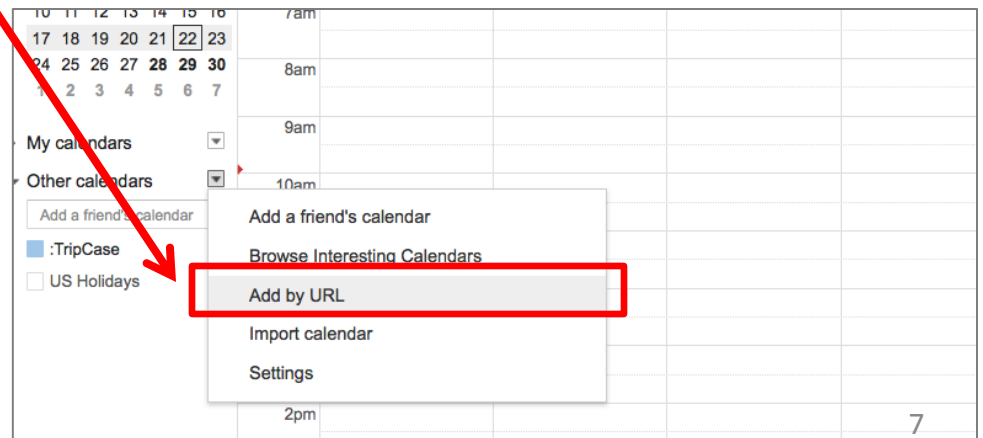 10 11 12 13 14 15 16
17 18 19 20 21 22 23
24 25 26 27 28 29 30
1 2 3 4 5 6 7
My calendars
Other calendars
Add a friend's calendar
:TripCase
US Holidays
7am
8am
9am
10am
Add a friend's calendar
Browse Interesting Calendars
Add by URL
Import calendar
Settings
2pm
7